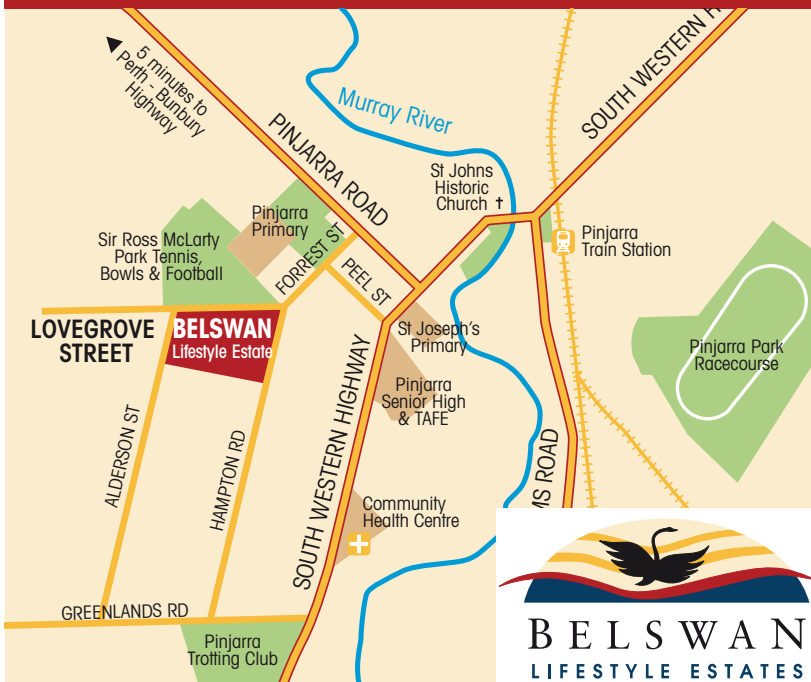 5 minutes to
Perth - Bunbury
Highway
PINJARRA ROAD
Murray River
SOUTH WESTERN H
St Johns
Historic
Church †
Pinjarra
Train Station
Pinjarra
Primary
Sir Ross McLarty
Park Tennis,
Bowls & Football
FORREST ST
PEEL ST
LOVEGROVE
STREET
BELSWAN
Lifestyle Estate
St Joseph's
Primary
Pinjarra Park
Racecourse
Pinjarra
Senior High
& TAFE
ALDERSON ST
HAMPTON RD
SOUTH WESTERN HIGHWAY
MS ROAD
Community
Health Centre
GREENLANDS RD
Pinjarra
Trotting Club
BELSWAN
LIFESTYLE ESTATES